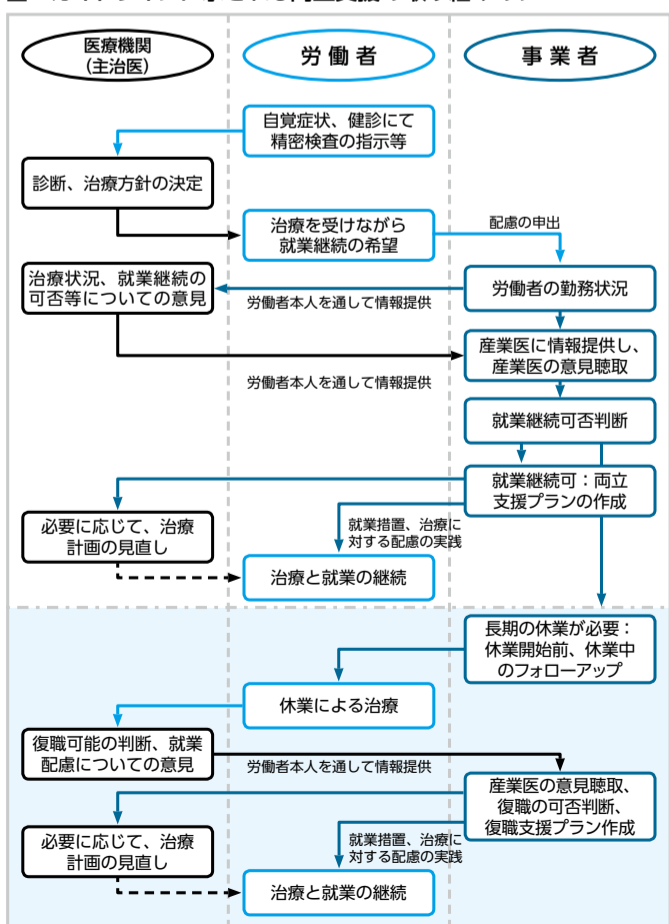 医療機関
(主治医)
労働者
事業者
自覚症状、健診にて
精密検査の指示等
診断、治療方針の決定
治療を受けながら
就業継続の希望
配慮の申出
治療状況、就業継続の
可否等についての意見
労働者本人を通して情報提供
労働者の勤務状況
産業医に情報提供し、
産業医の意見聴取
労働者本人を通して情報提供
就業継続可否判断
就業継続可：両立
支援プランの作成
必要に応じて、治療
計画の見直し
就業措置、治療に
対する配慮の実践
治療と就業の継続
長期の休業が必要：
休業開始前、休業中
のフォローアップ
休業による治療
復職可能の判断、就業
配慮についての意見
労働者本人を通して情報提供
産業医の意見聴取、
復職の可否判断、
復職支援プラン作成
必要に応じて、治療
計画の見直し
就業措置、治療に
対する配慮の実践
治療と就業の継続